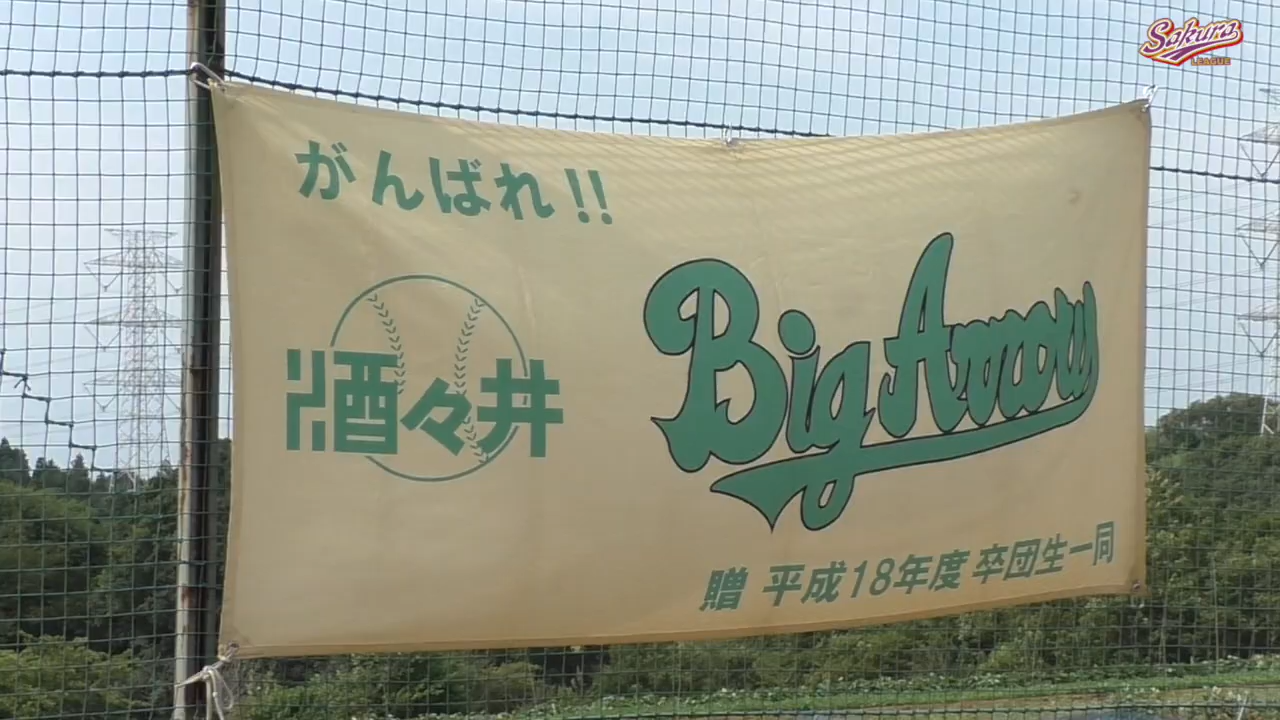 Sakura
LEAGUE
がんばれ!!
酒々井
Big Arrows
贈 平成18年度 卒団生一同